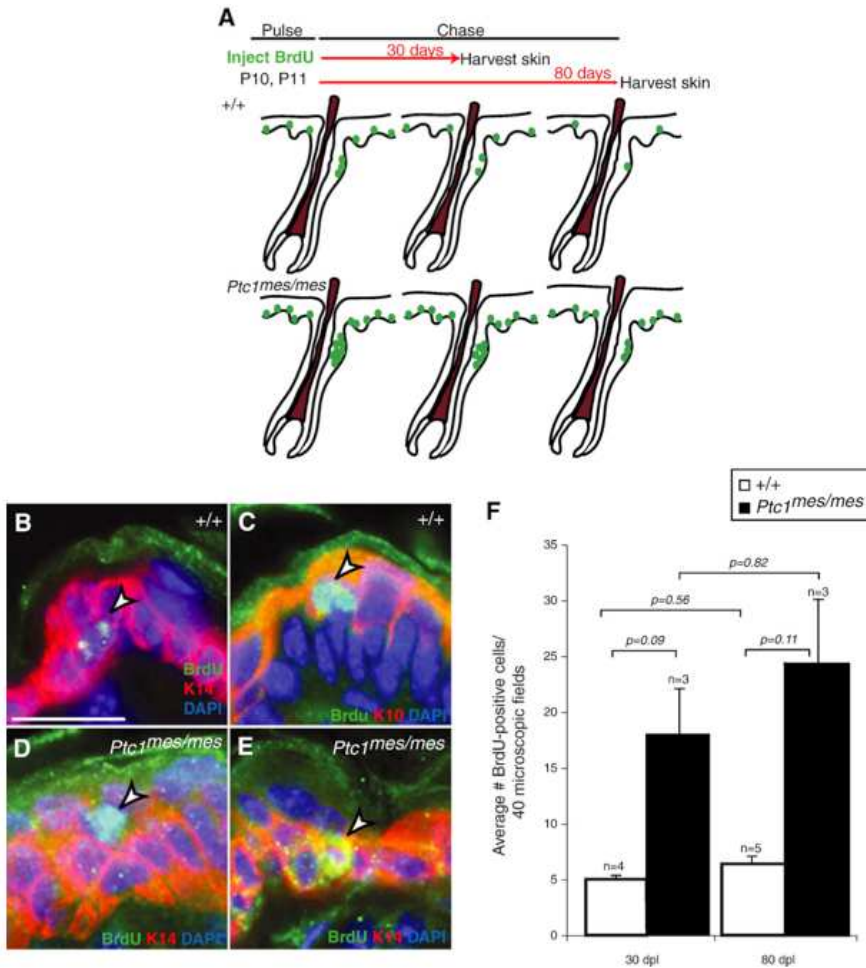 A
Pulse Chase
Inject BrdU 30 days Harvest skin
P10, P11 80 days Harvest skin
+/+
Ptc1mes/mes
B +/+
BrdU
K14
DAPI
C +/+
Brdu K10 DAPI
D Ptc1mes/mes
BrdU K14 DAPI
E Ptc1mes/mes
BrdU K14 DAPI
F
+/+
Ptc1mes/mes
Average # BrdU-positive cells/
40 microscopic fields
35
30
25
20
15
10
5
0
p=0.82
p=0.56
p=0.09
p=0.11
n=4
n=3
n=5
n=3
30 dpl 80 dpl